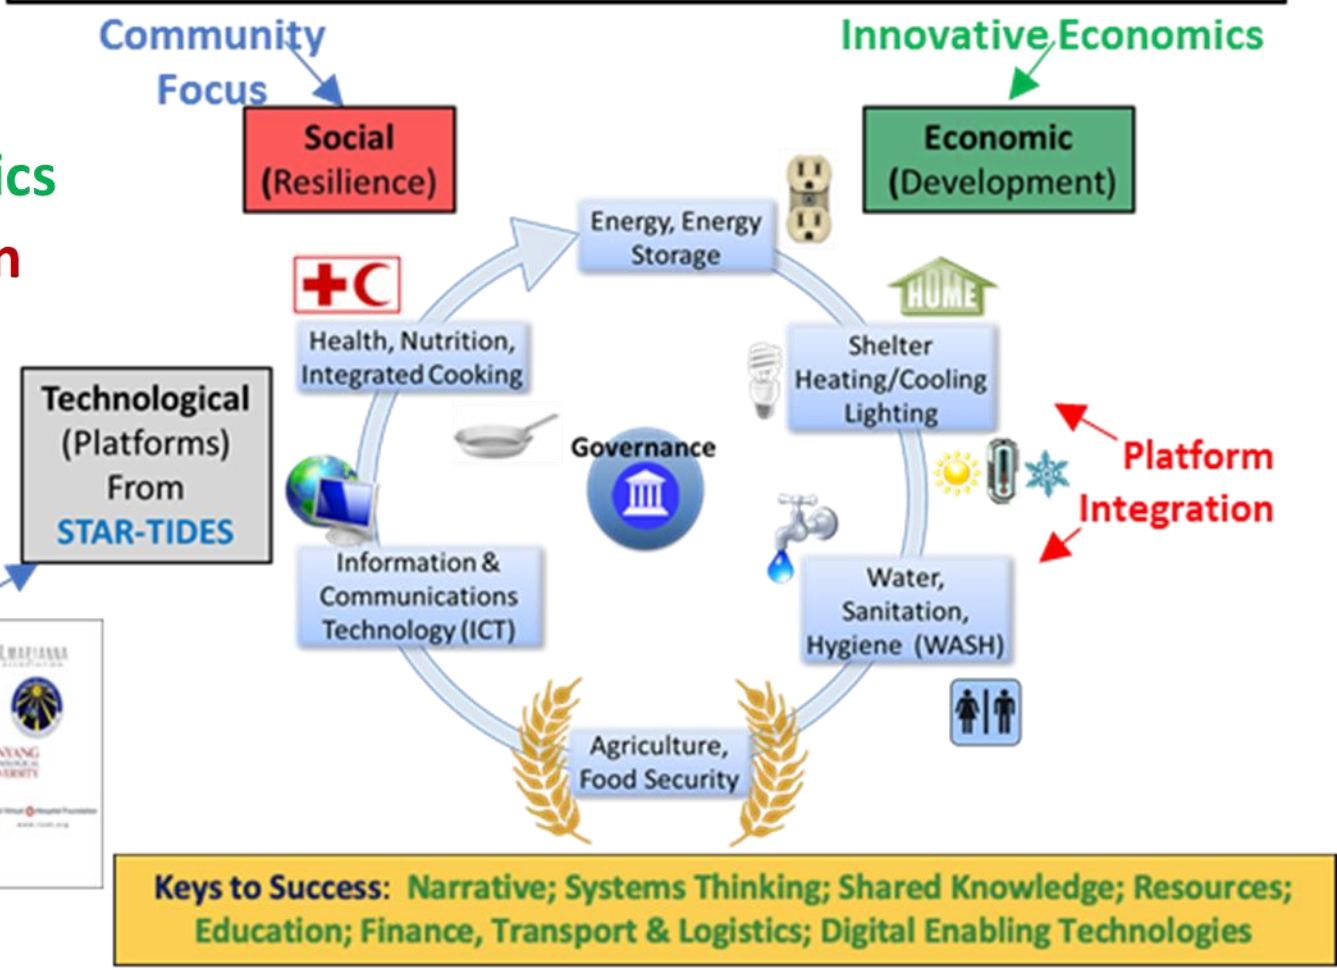 Community
Focus
Innovative Economics
Social
(Resilience)
Economic
(Development)
ics
n
Energy, Energy
Storage
HOME
Health, Nutrition,
Integrated Cooking
Shelter
Heating/Cooling
Lighting
Technological
(Platforms)
From
STAR-TIDES
Governance
Platform
Integration
Information &
Communications
Technology (ICT)
Water,
Sanitation,
Hygiene (WASH)
Agriculture,
Food Security
Keys to Success: Narrative; Systems Thinking; Shared Knowledge; Resources;
Education; Finance, Transport & Logistics; Digital Enabling Technologies